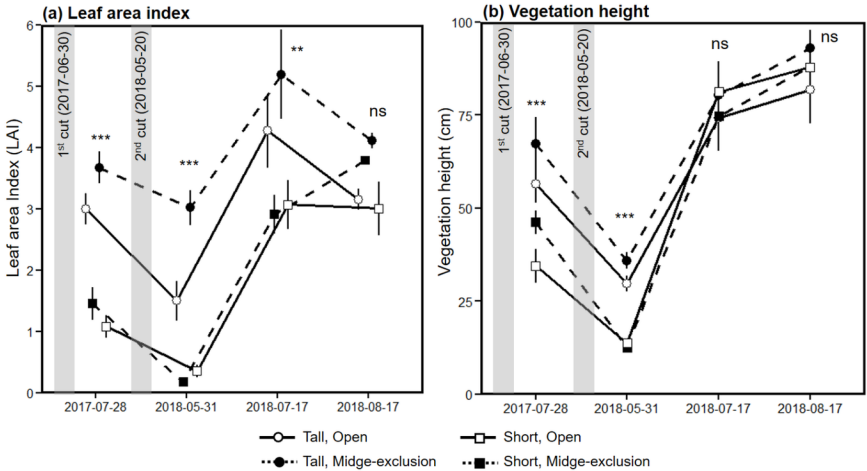 (a) Leaf area index
Leaf area Index (LAI)
6
5
4
3
2
1
0
1st cut (2017-06-30)
2nd cut (2018-05-20)
***
***
**
ns
2017-07-28
2018-05-31
2018-07-17
2018-08-17
(b) Vegetation height
Vegetation height (cm)
100
75
50
25
0
1st cut (2017-06-30)
2nd cut (2018-05-20)
***
***
ns
ns
2017-07-28
2018-05-31
2018-07-17
2018-08-17
Tall, Open
Short, Open
Tall, Midge-exclusion
Short, Midge-exclusion